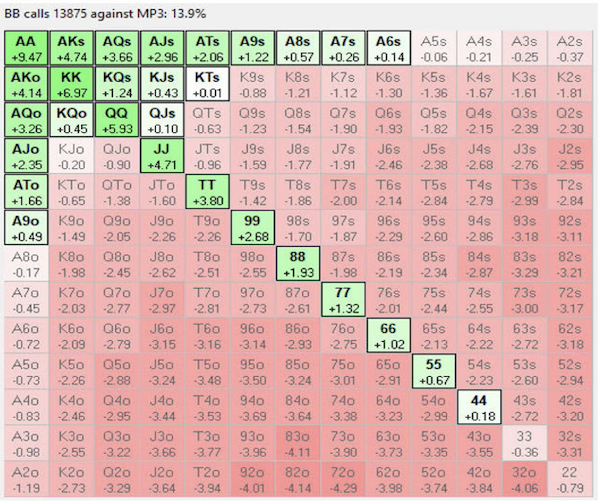 BB calls 13875 against MP3: 13.9%
AA AKs AQs AJs ATs A9s A8s A7s A6s A5s A4s A3s A2s
+9.47 +4.74 +3.66 +2.96 +2.06 +1.22 +0.57 +0.26 +0.14 -0.06 -0.21 -0.25 -0.37
AKo KK KQs KJs KTs K9s K8s K7s K6s K5s K4s K3s K2s
+4.14 +6.97 +1.24 +0.43 +0.01 -0.88 -1.21 -1.12 -1.30 -1.36 -1.67 -1.61 -1.81
AQo KQo QQ QJs QTs Q9s Q8s Q7s Q6s Q5s Q4s Q3s Q2s
+3.26 +0.45 +5.93 +0.10 -0.63 -1.23 -1.54 -1.90 -1.93 -1.82 -2.15 -2.39 -2.30
AJo KJo QJo JJ JTs J9s J8s J7s J6s J5s J4s J3s J2s
+2.35 -0.20 -0.90 +4.71 -0.96 -1.59 -1.77 -1.91 -2.46 -2.38 -2.68 -2.76 -2.95
ATo KTo QTo JTo TT T9s T8s T7s T6s T5s T4s T3s T2s
+1.66 -0.65 -1.38 -1.60 +3.80 -1.42 -1.86 -2.00 -2.14 -2.84 -2.79 -2.99 -2.84
A9o K9o Q9o J9o T9o 99 98s 97s 96s 95s 94s 93s 92s
+0.49 -1.49 -2.05 -2.26 -2.26 +2.68 -1.70 -1.87 -2.29 -2.60 -2.86 -3.18 -3.11
A8o K8o Q8o J8o T8o 98o 88 87s 86s 85s 84s 83s 82s
-0.17 -1.98 -2.45 -2.62 -2.51 -2.55 +1.93 -1.98 -2.19 -2.34 -2.87 -3.29 -3.21
A7o K7o Q7o J7o T7o 97o 87o 77 76s 75s 74s 73s 72s
-0.45 -2.03 -2.77 -2.97 -2.81 -2.73 -2.61 +1.32 -2.01 -2.44 -2.55 -3.00 -3.17
A6o K6o Q6o J6o T6o 96o 86o 76o 66 65s 64s 63s 62s
-0.72 -2.09 -2.79 -3.15 -3.16 -3.14 -2.93 -2.75 +1.02 -2.13 -2.22 -2.72 -3.18
A5o K5o Q5o J5o T5o 95o 85o 75o 65o 55 54s 53s 52s
-0.73 -2.26 -2.88 -3.24 -3.48 -3.50 -3.24 -3.01 -2.91 +0.67 -2.23 -2.60 -2.94
A4o K4o Q4o J4o T4o 94o 84o 74o 64o 54o 44 43s 42s
-0.83 -2.46 -2.95 -3.44 -3.53 -3.69 -3.64 -3.38 -3.23 -2.99 +0.18 -2.72 -3.20
A3o K3o Q3o J3o T3o 93o 83o 73o 63o 53o 43o 33 32s
-0.98 -2.55 -3.22 -3.66 -3.77 -3.96 -4.11 -3.90 -3.73 -3.35 -3.55 -0.36 -3.31
A2o K2o Q2o J2o T2o 92o 82o 72o 62o 52o 42o 32o 22
-1.19 -2.73 -3.29 -3.64 -3.94 -4.01 -4.14 -4.29 -3.98 -3.74 -3.84 -4.06 -0.79